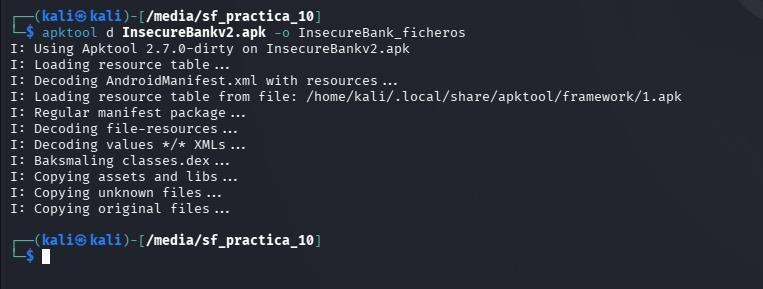 ┌──(kali㉿kali)-[/media/sf_practica_10]
└─$ apktool d InsecureBankv2.apk -o InsecureBank_ficheros
I: Using Apktool 2.7.0-dirty on InsecureBankv2.apk
I: Loading resource table...
I: Decoding AndroidManifest.xml with resources...
I: Loading resource table from file: /home/kali/.local/share/apktool/framework/1.apk
I: Regular manifest package...
I: Decoding file-resources...
I: Decoding values */* XMLs...
I: Baksmaling classes.dex...
I: Copying assets and libs...
I: Copying unknown files...
I: Copying original files...
┌──(kali㉿kali)-[/media/sf_practica_10]
└─$